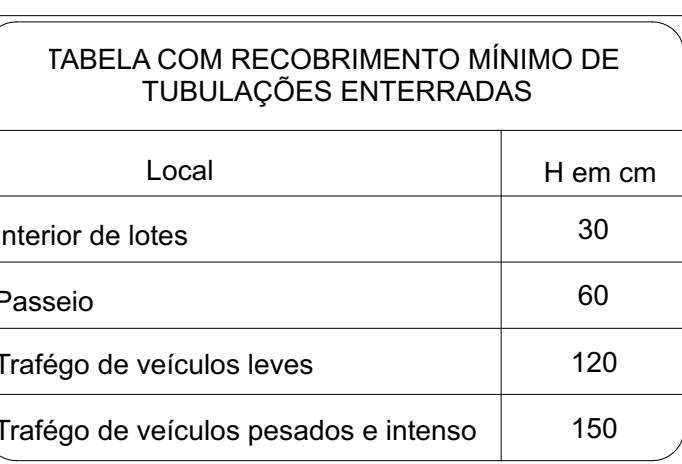 TABELA COM RECOBRIMENTO MÍNIMO DE
TUBULAÇÕES ENTERRADAS
Local H em cm
Interior de lotes 30
Passeio 60
Trafégo de veículos leves 120
Trafégo de veículos pesados e intenso 150